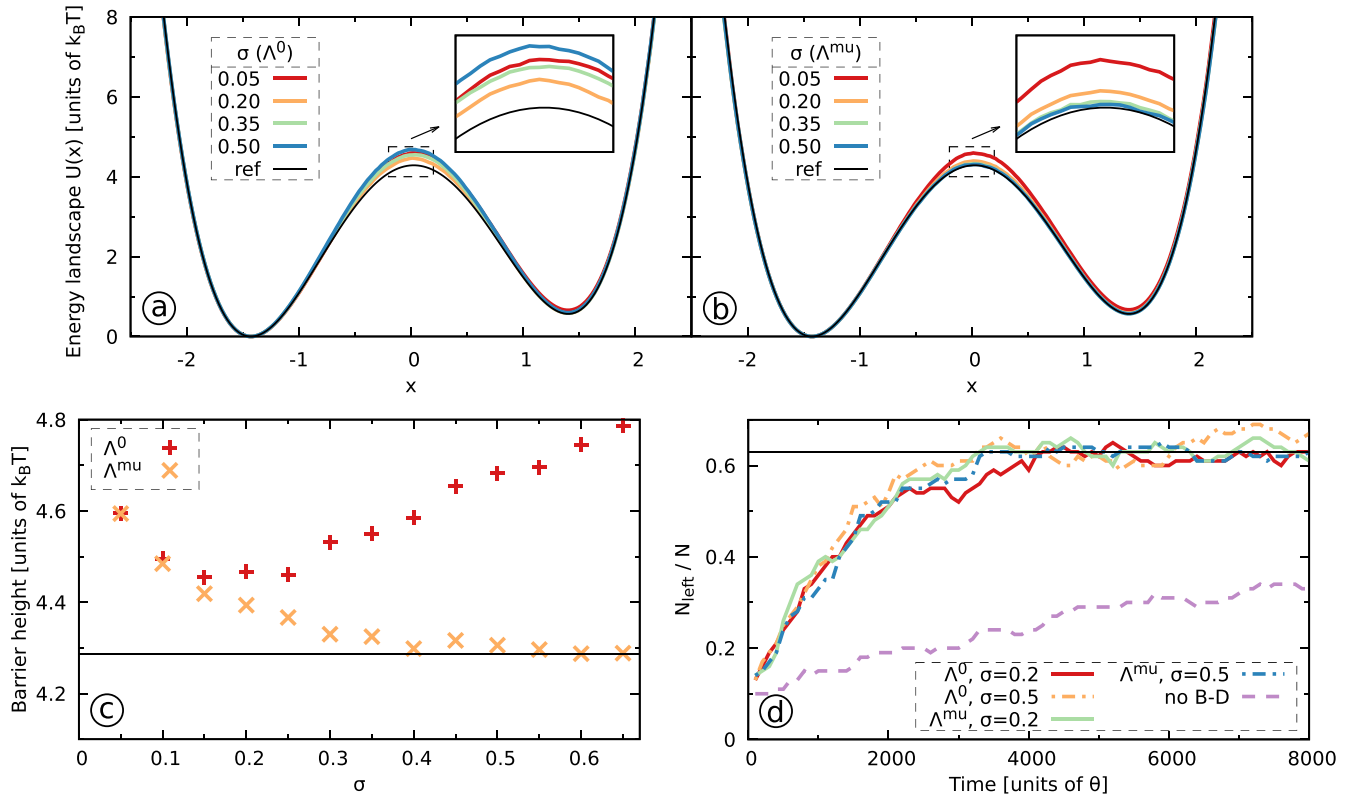 Energy landscape U(x) [units of k_BT]
8
6
4
2
0
σ (Λ^0)
0.05
0.20
0.35
0.50
ref
a
-2 -1 0 1 2
x
σ (Λ^mu)
0.05
0.20
0.35
0.50
ref
b
-2 -1 0 1 2
x
Barrier height [units of k_BT]
4.8
4.6
4.4
4.2
Λ^0
Λ^mu
c
0 0.1 0.2 0.3 0.4 0.5 0.6
σ
N_left / N
0.6
0.4
0.2
0
Λ^0, σ=0.2
Λ^0, σ=0.5
Λ^mu, σ=0.2
Λ^mu, σ=0.5
no B-D
d
0 2000 4000 6000 8000
Time [units of θ]